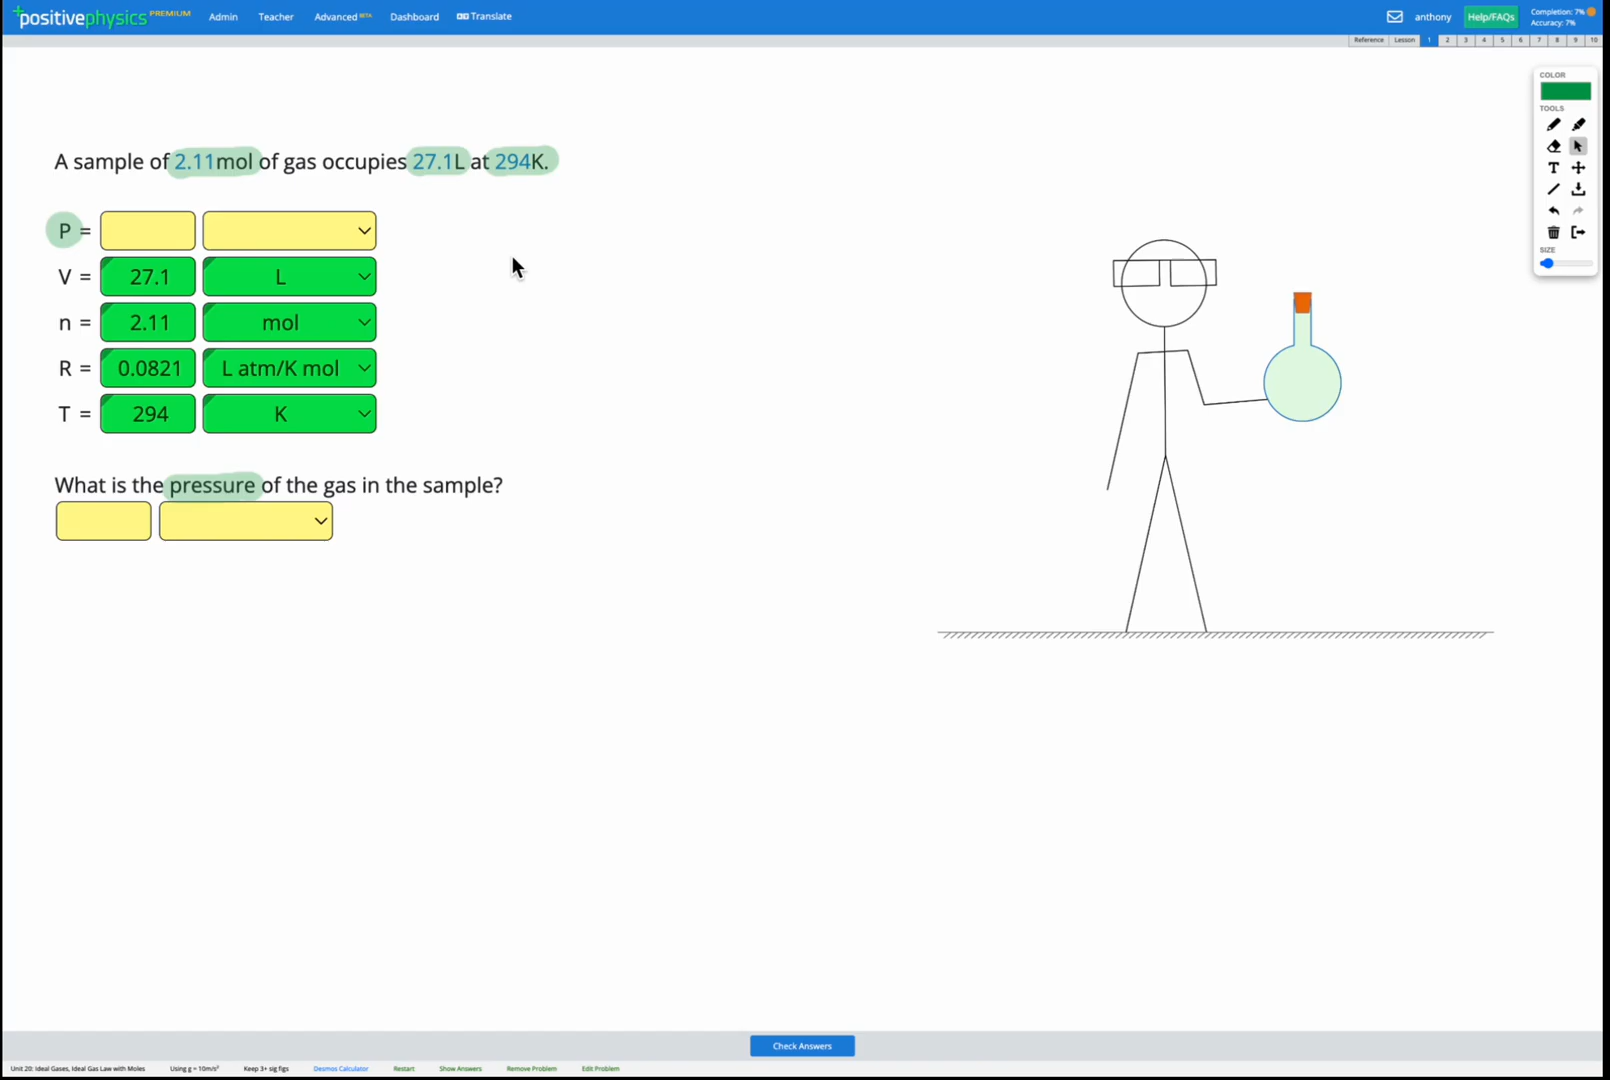 +positivephysics PREMIUM Admin Teacher Advanced BETA Dashboard Translate anthony Help/FAQs Completion: 7% Accuracy: 7%
Reference Lesson 1 2 3 4 5 6 7 8 9 10
COLOR
TOOLS
T
SIZE
A sample of 2.11mol of gas occupies 27.1L at 294K.
P =
V = 27.1 L
n = 2.11 mol
R = 0.0821 L atm/K mol
T = 294 K
What is the pressure of the gas in the sample?
Check Answers
Unit 20: Ideal Gases, Ideal Gas Law with Moles Using g = 10m/s² Keep 3+ sig figs Desmos Calculator Restart Show Answers Remove Problem Edit Problem